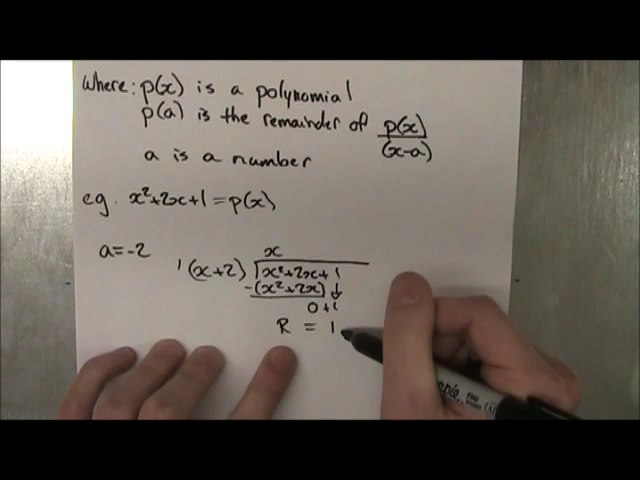 where: p(x) is a polynomial
p(a) is the remainder of p(x)/(x-a)
a is a number
eg. x²+2x+1=p(x)
a=-2
x
1(x+2) x²+2x+1
-(x²+2x) ↓
0+1
R = 1